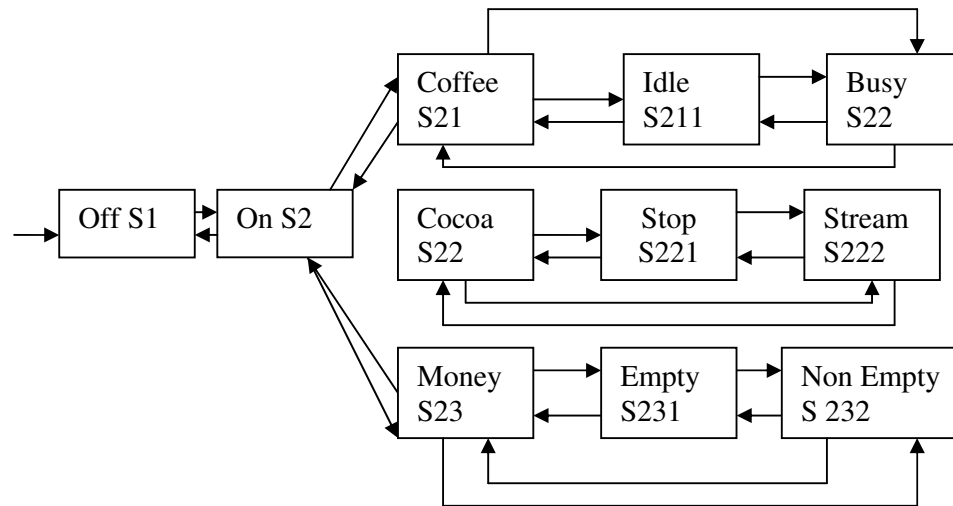 Coffee
S21
Idle
S211
Busy
S22
Off S1
On S2
Cocoa
S22
Stop
S221
Stream
S222
Money
S23
Empty
S231
Non Empty
S 232